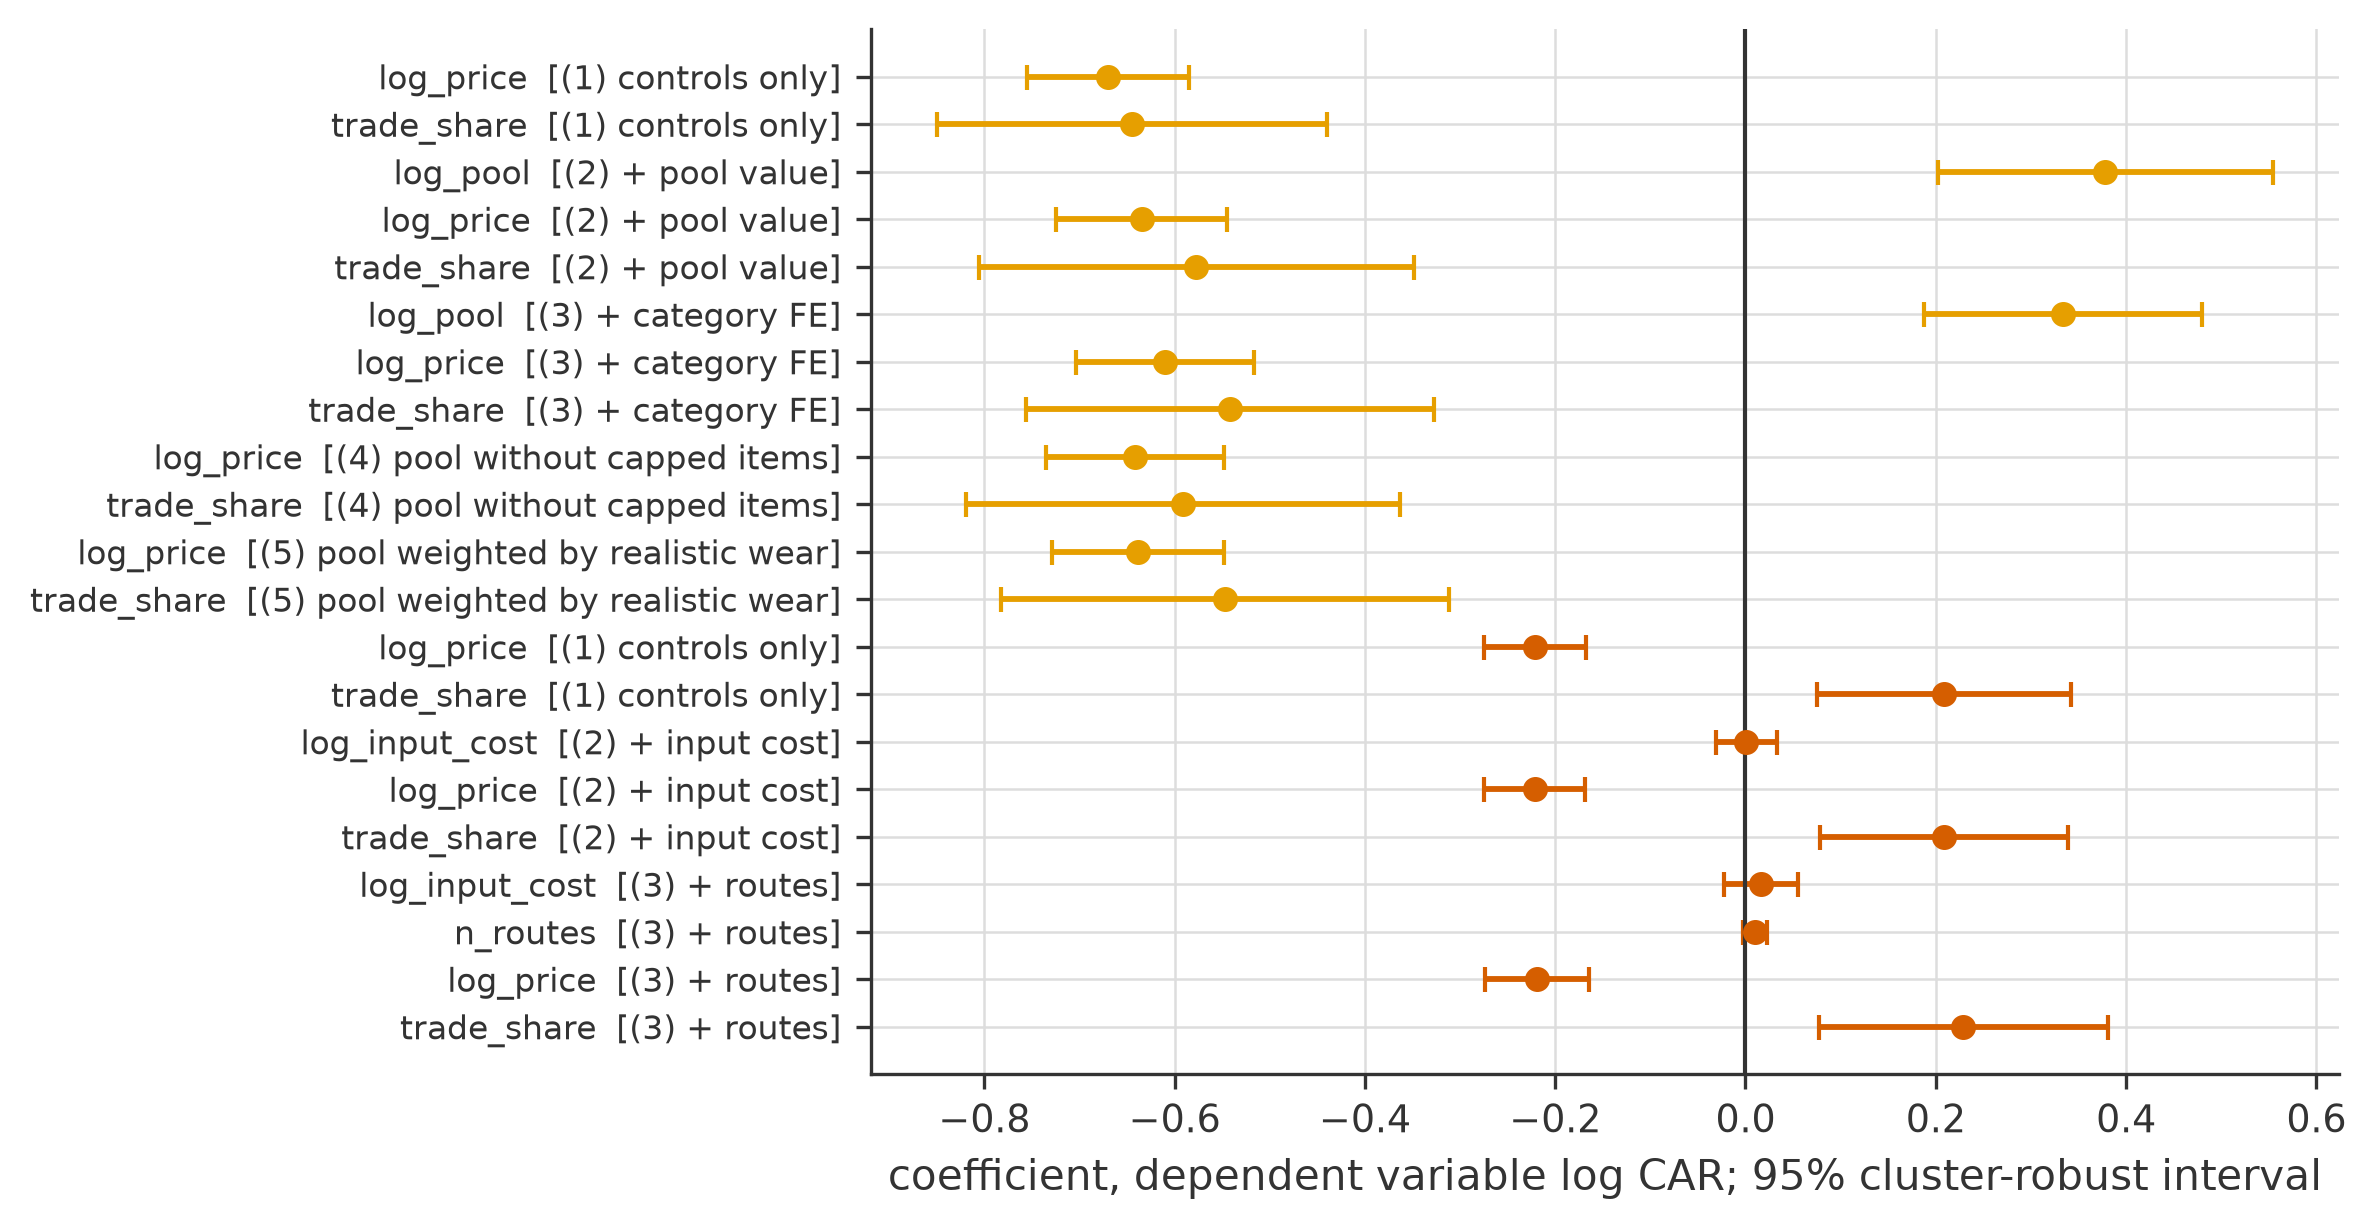 log_price [(1) controls only]
trade_share [(1) controls only]
log_pool [(2) + pool value]
log_price [(2) + pool value]
trade_share [(2) + pool value]
log_pool [(3) + category FE]
log_price [(3) + category FE]
trade_share [(3) + category FE]
log_price [(4) pool without capped items]
trade_share [(4) pool without capped items]
log_price [(5) pool weighted by realistic wear]
trade_share [(5) pool weighted by realistic wear]
log_price [(1) controls only]
trade_share [(1) controls only]
log_input_cost [(2) + input cost]
log_price [(2) + input cost]
trade_share [(2) + input cost]
log_input_cost [(3) + routes]
n_routes [(3) + routes]
log_price [(3) + routes]
trade_share [(3) + routes]
−0.8 −0.6 −0.4 −0.2 0.0 0.2 0.4 0.6
coefficient, dependent variable log CAR; 95% cluster-robust interval